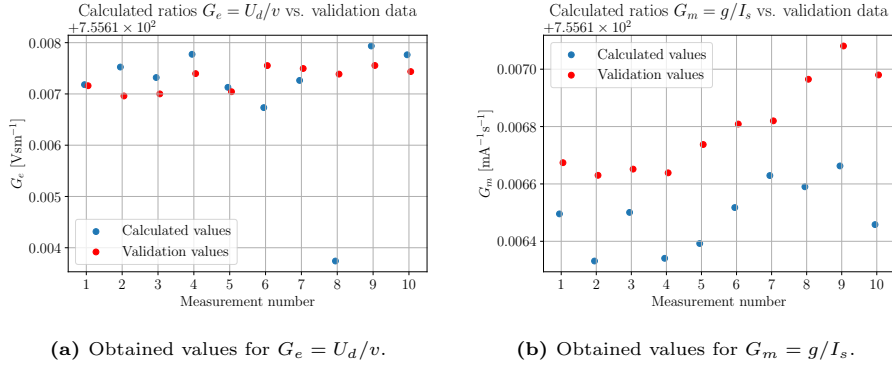 Calculated ratios G_e = U_d/v vs. validation data
+7.5561 × 10^2
0.008
0.007
0.006
0.005
0.004
G_e [Vsm^{-1}]
Calculated values
Validation values
1 2 3 4 5 6 7 8 9 10
Measurement number
(a) Obtained values for G_e = U_d/v.
Calculated ratios G_m = g/I_s vs. validation data
+7.5561 × 10^2
0.0070
0.0068
0.0066
0.0064
G_m [mA^{-1}s^{-1}]
Calculated values
Validation values
1 2 3 4 5 6 7 8 9 10
Measurement number
(b) Obtained values for G_m = g/I_s.